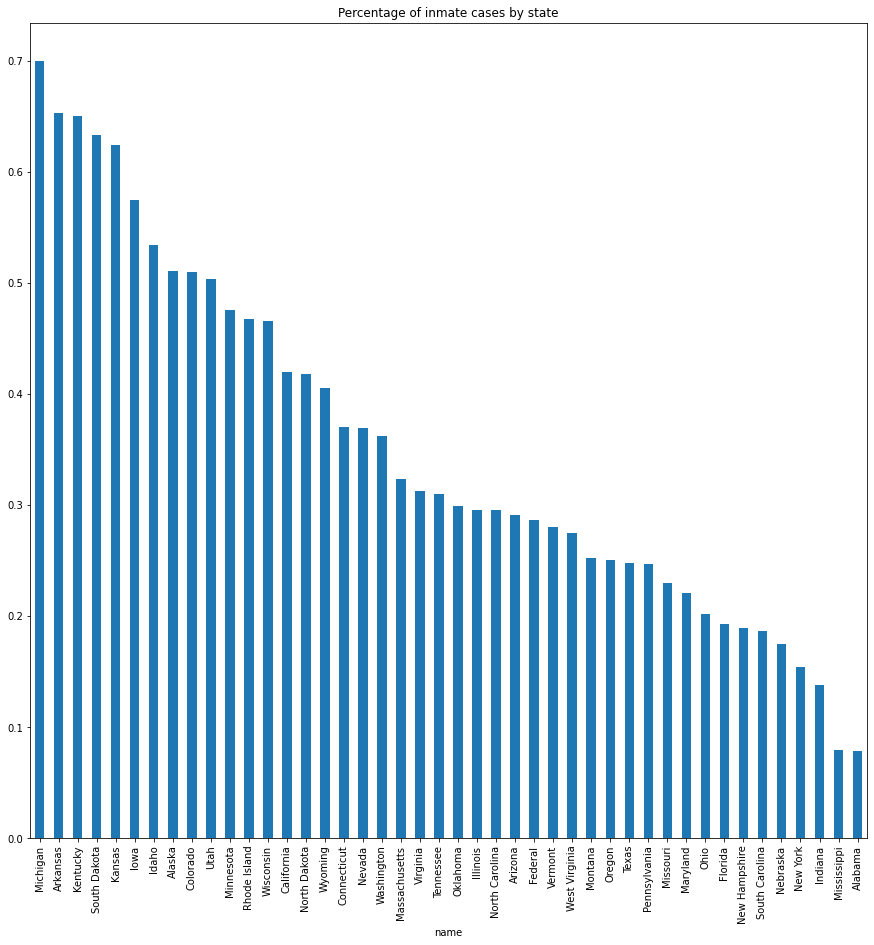 Percentage of inmate cases by state
0.7
0.6
0.5
0.4
0.3
0.2
0.1
0.0
Michigan
Arkansas
Kentucky
South Dakota
Kansas
Iowa
Idaho
Alaska
Colorado
Utah
Minnesota
Rhode Island
Wisconsin
California
North Dakota
Wyoming
Connecticut
Nevada
Washington
Massachusetts
Virginia
Tennessee
Oklahoma
Illinois
North Carolina
Arizona
Federal
Vermont
West Virginia
Montana
Oregon
Texas
Pennsylvania
Missouri
Maryland
Ohio
Florida
New Hampshire
South Carolina
Nebraska
New York
Indiana
Mississippi
Alabama
name